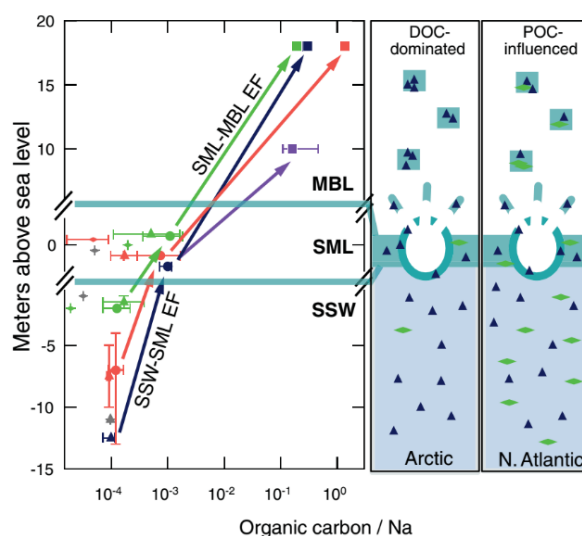 20
15
10
0
-5
-10
-15
Meters above sea level
SML-MBL EF
SSW-SML EF
MBL
SML
SSW
10-4
10-3
10-2
10-1
100
Organic carbon / Na
DOC-
dominated
POC-
influenced
Arctic
N. Atlantic